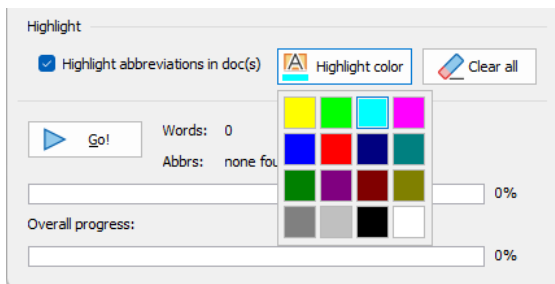 Highlight
Highlight abbreviations in doc(s)
A
Highlight color
Clear all
Go!
Words: 0
Abbrs: none fou
0%
Overall progress:
0%